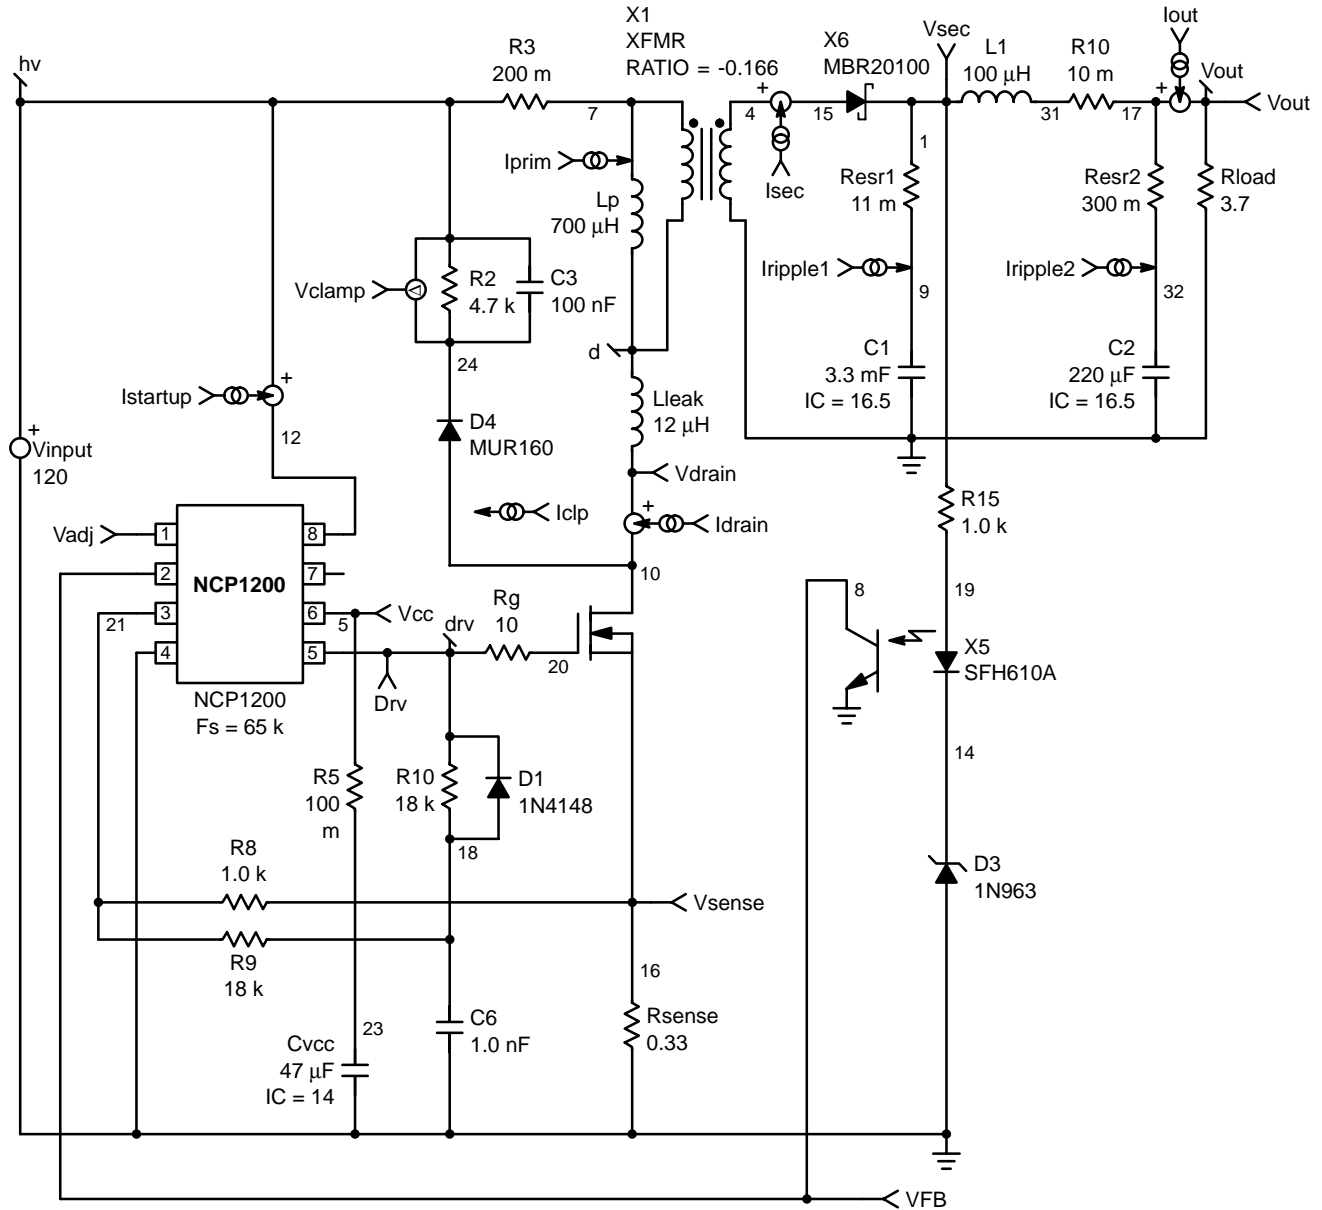 X1
XFMR
RATIO = -0.166
R3
200 m
hv
7
4
+
15
X6
MBR20100
Vsec
L1
100 μH
31
R10
10 m
17
Iout
+
Vout
Vout
Iprim
Lp
700 μH
Isec
1
Resr1
11 m
Resr2
300 m
Rload
3.7
Vclamp
R2
4.7 k
C3
100 nF
Iripple1
9
Iripple2
32
d
24
C1
3.3 mF
IC = 16.5
C2
220 μF
IC = 16.5
Istartup
+
12
Lleak
12 μH
D4
MUR160
+
Vinput
120
Vdrain
Iclp
+
Idrain
R15
1.0 k
Vadj
1
2
3
4
8
7
6
5
NCP1200
NCP1200
Fs = 65 k
21
5
Vcc
drv
Drv
Rg
10
20
10
8
19
X5
SFH610A
14
R5
100
m
R10
18 k
D1
1N4148
18
R8
1.0 k
Vsense
D3
1N963
R9
18 k
16
Rsense
0.33
23
Cvcc
47 μF
IC = 14
C6
1.0 nF
VFB